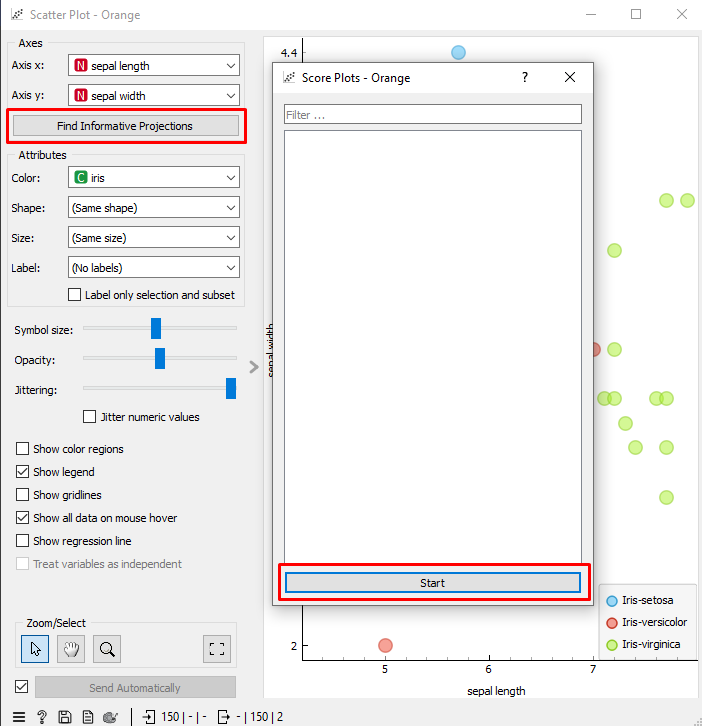 Scatter Plot - Orange
Axes
Axis x:
N sepal length
Axis y:
N sepal width
Find Informative Projections
Attributes
Color:
C iris
Shape:
(Same shape)
Size:
(Same size)
Label:
(No labels)
Label only selection and subset
Symbol size:
Opacity:
Jittering:
Jitter numeric values
Show color regions
Show legend
Show gridlines
Show all data on mouse hover
Show regression line
Treat variables as independent
Zoom/Select
Send Automatically
? 
150 | - | -
- | 150 | 2
4.4
sepal width
2
5
6
7
sepal length
Iris-setosa
Iris-versicolor
Iris-virginica
Score Plots - Orange
?
Filter ...
Start